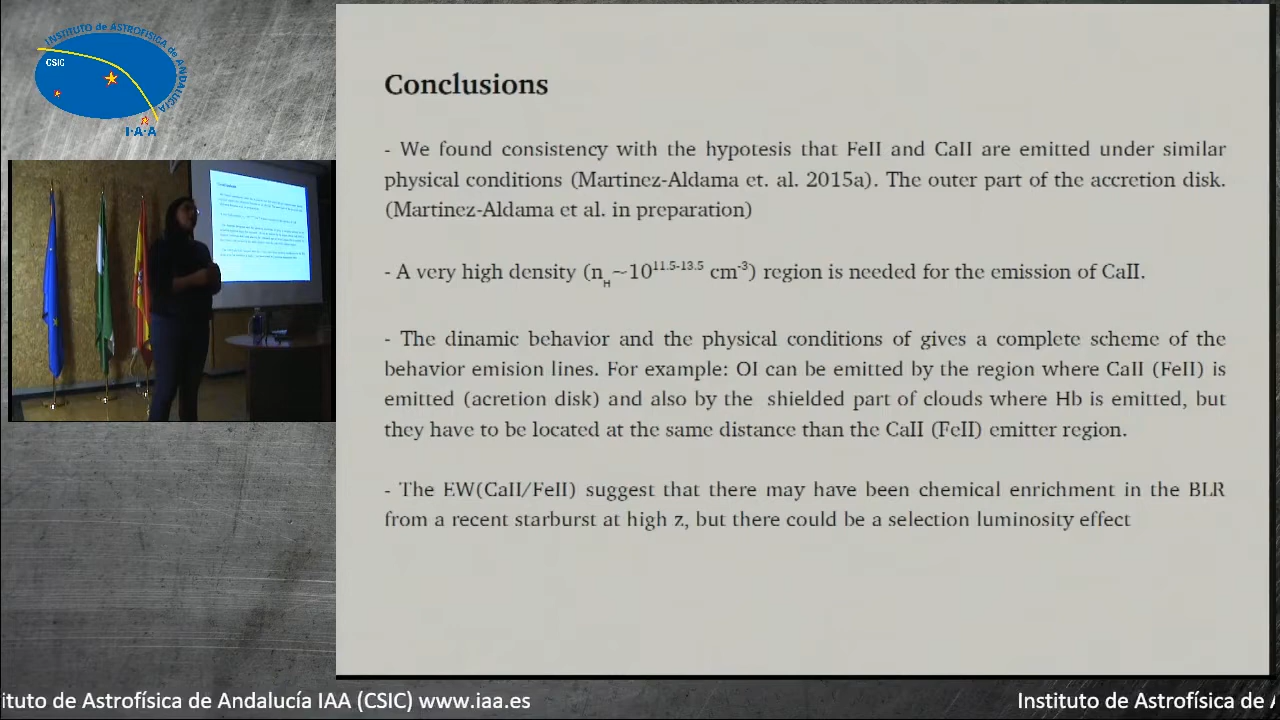 INSTITUTO de ASTROFÍSICA de ANDALUCÍA
CSIC
I·A·A
Conclusions
- We found consistency with the hypotesis that FeII and CaII are emitted under similar
physical conditions (Martinez-Aldama et. al. 2015a). The outer part of the accretion disk.
(Martinez-Aldama et al. in preparation)
- A very high density (nH~10^11.5-13.5 cm^-3) region is needed for the emission of CaII.
- The dinamic behavior and the physical conditions of gives a complete scheme of the
behavior emision lines. For example: OI can be emitted by the region where CaII (FeII) is
emitted (acretion disk) and also by the shielded part of clouds where Hb is emitted, but
they have to be located at the same distance than the CaII (FeII) emitter region.
- The EW(CaII/FeII) suggest that there may have been chemical enrichment in the BLR
from a recent starburst at high z, but there could be a selection luminosity effect
ituto de Astrofísica de Andalucía IAA (CSIC) www.iaa.es
Instituto de Astrofísica de A